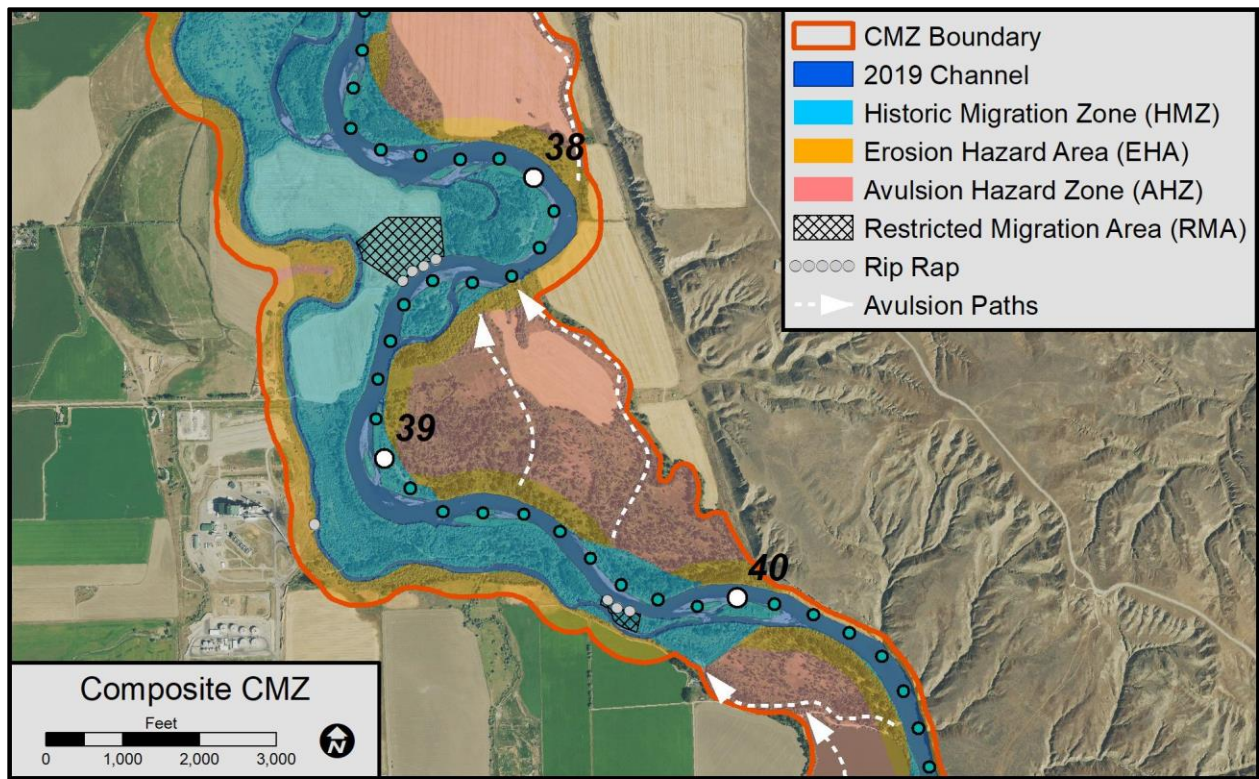 CMZ Boundary
2019 Channel
Historic Migration Zone (HMZ)
Erosion Hazard Area (EHA)
Avulsion Hazard Zone (AHZ)
Restricted Migration Area (RMA)
Rip Rap
Avulsion Paths
38
39
40
Composite CMZ
Feet
0 1,000 2,000 3,000
N